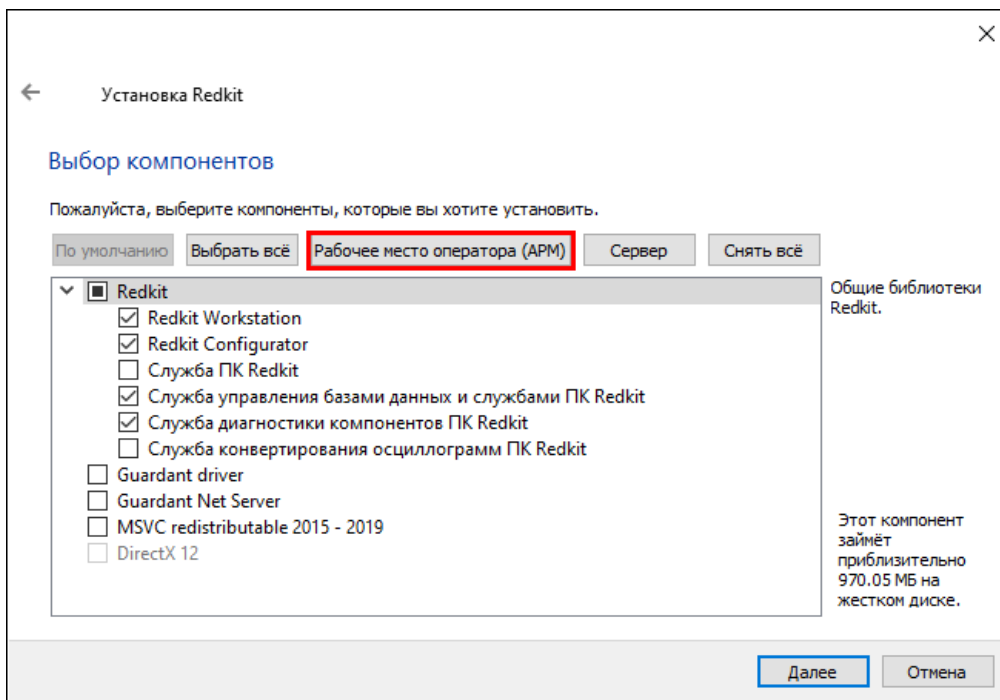 Установка Redkit
Выбор компонентов
Пожалуйста, выберите компоненты, которые вы хотите установить.
По умолчанию Выбрать всё Рабочее место оператора (АРМ) Сервер Снять всё
Redkit
Redkit Workstation
Redkit Configurator
Служба ПК Redkit
Служба управления базами данных и службами ПК Redkit
Служба диагностики компонентов ПК Redkit
Служба конвертирования осциллограмм ПК Redkit
Guardant driver
Guardant Net Server
MSVC redistributable 2015 - 2019
DirectX 12
Общие библиотеки
Redkit.
Этот компонент
займёт
приблизительно
970.05 МБ на
жестком диске.
Далее Отмена